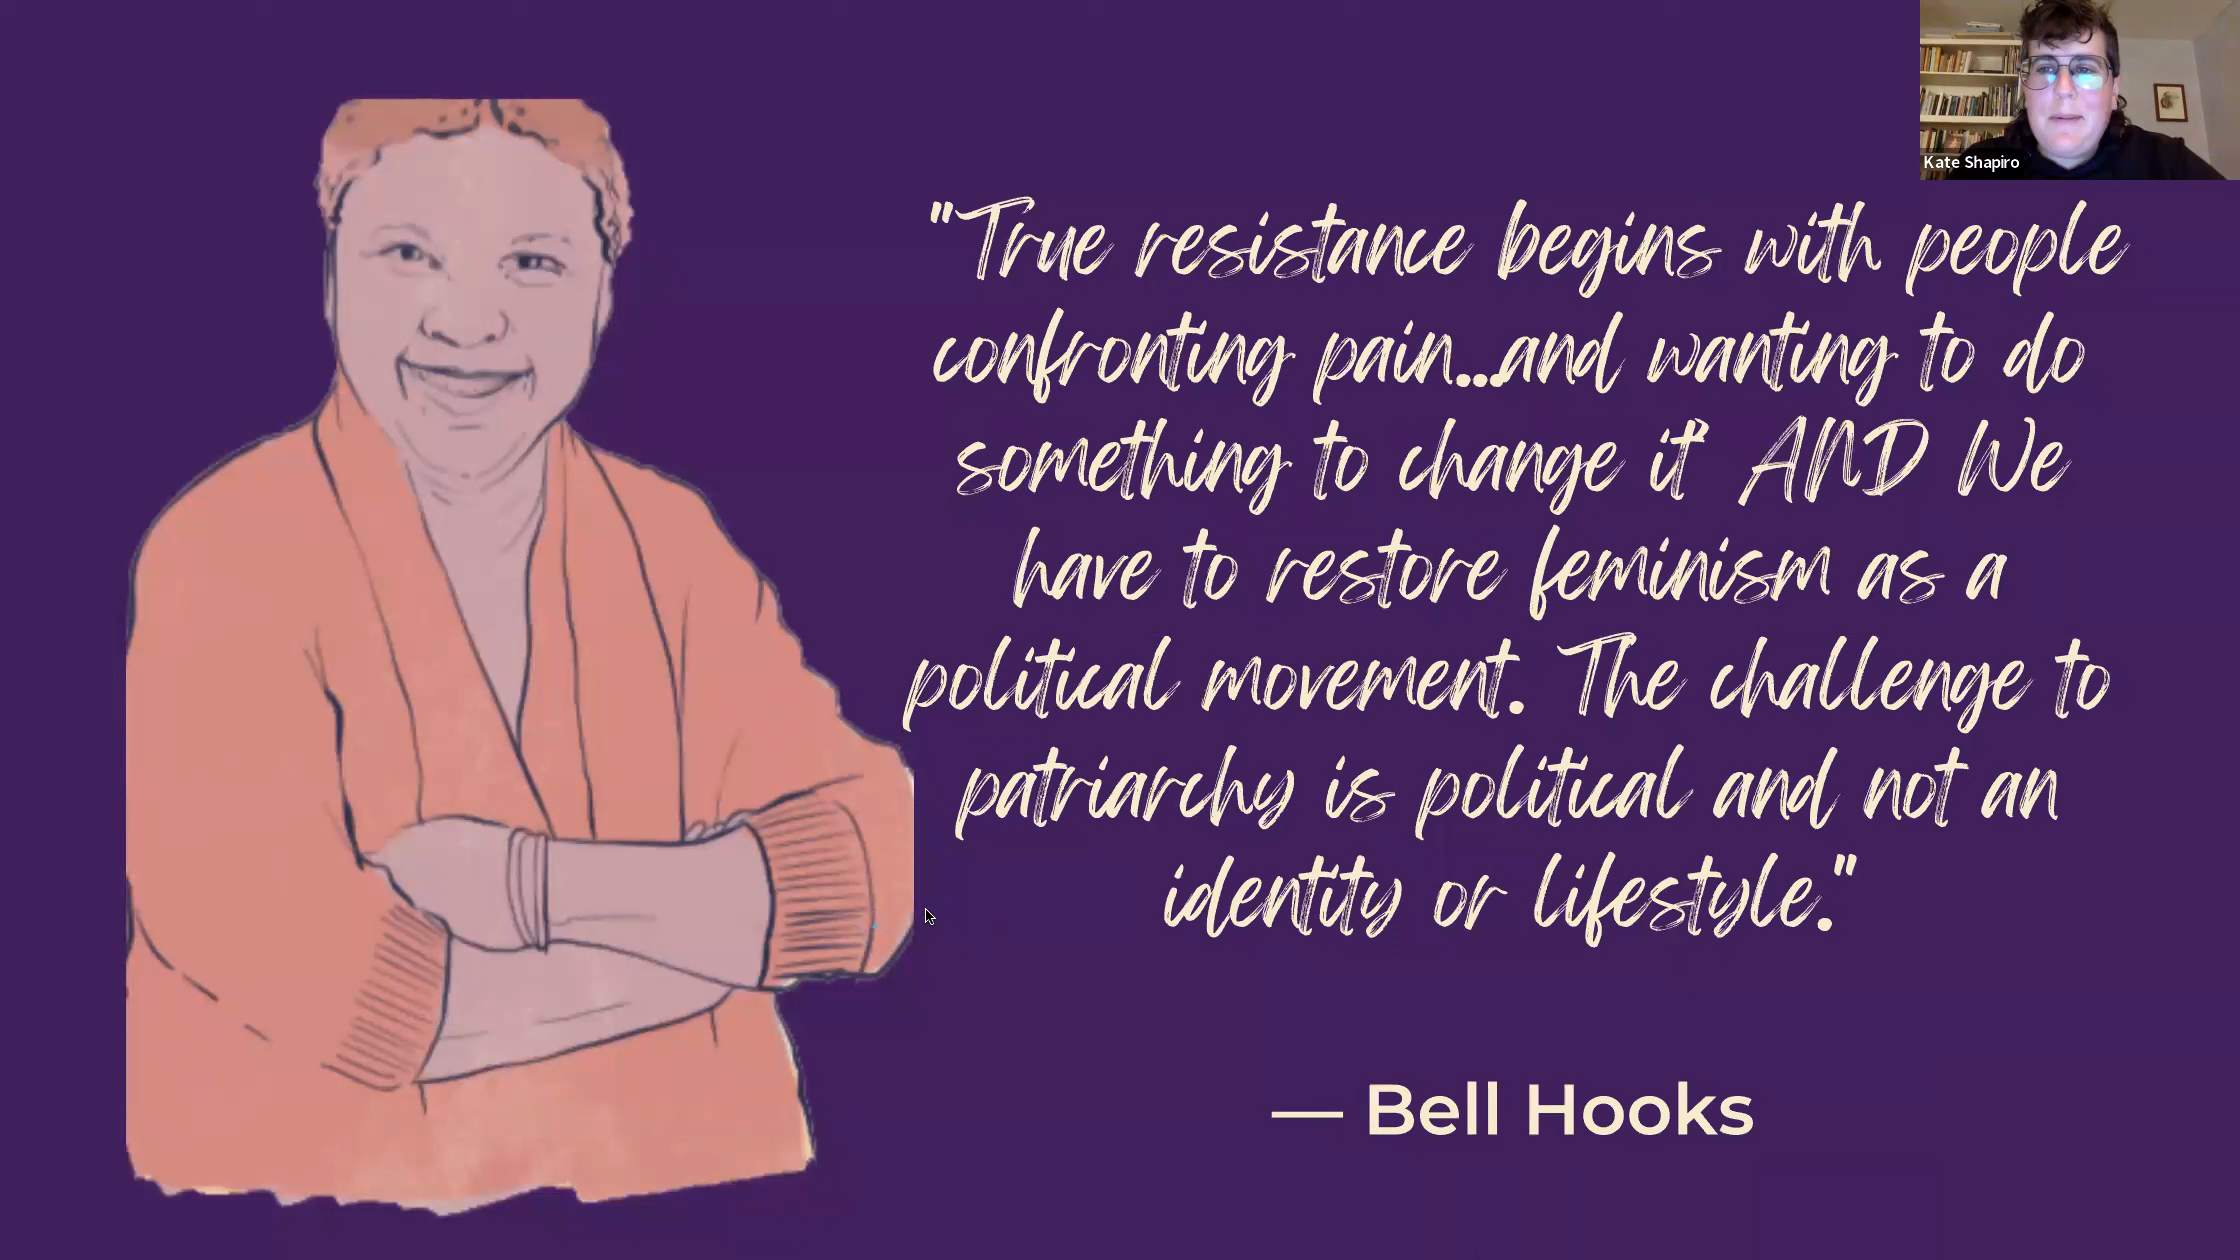 Kate Shapiro
"True resistance begins with people
confronting pain...and wanting to do
something to change it" AND We
have to restore feminism as a
political movement. The challenge to
patriarchy is political and not an
identity or lifestyle."
— Bell Hooks